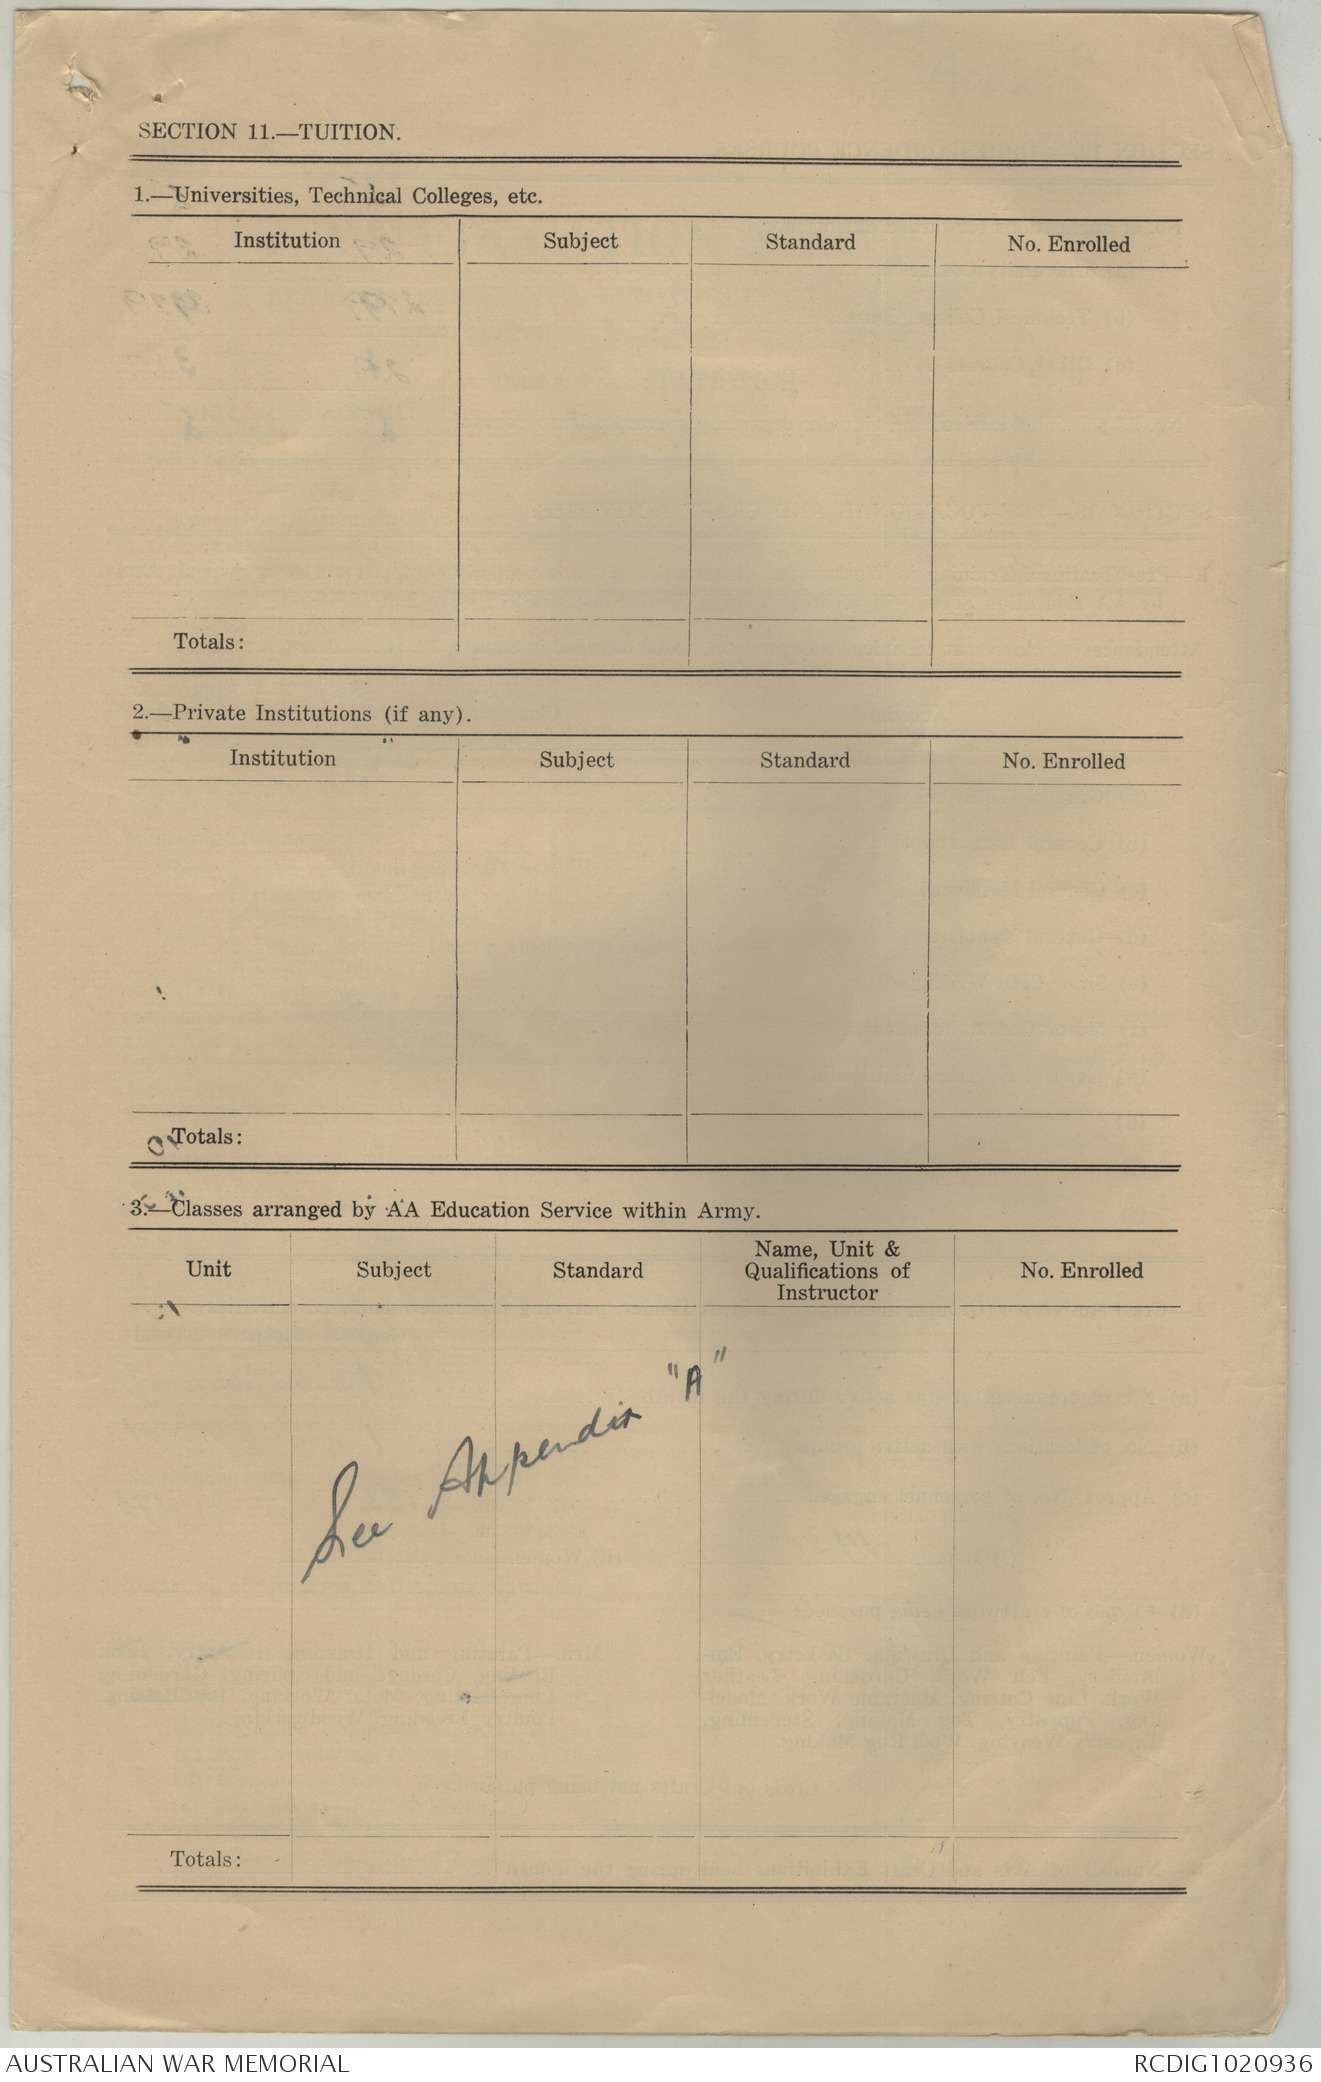 SECTION 11.—TUITION.
1.—Universities, Technical Colleges, etc.
Institution Subject Standard No. Enrolled
Totals:
2.—Private Institutions (if any).
Institution Subject Standard No. Enrolled
Totals:
3.—Classes arranged by AA Education Service within Army.
Unit Subject Standard Name, Unit & Qualifications of Instructor No. Enrolled
See Appendix "A"
Totals:
AUSTRALIAN WAR MEMORIAL RCDIG1020936